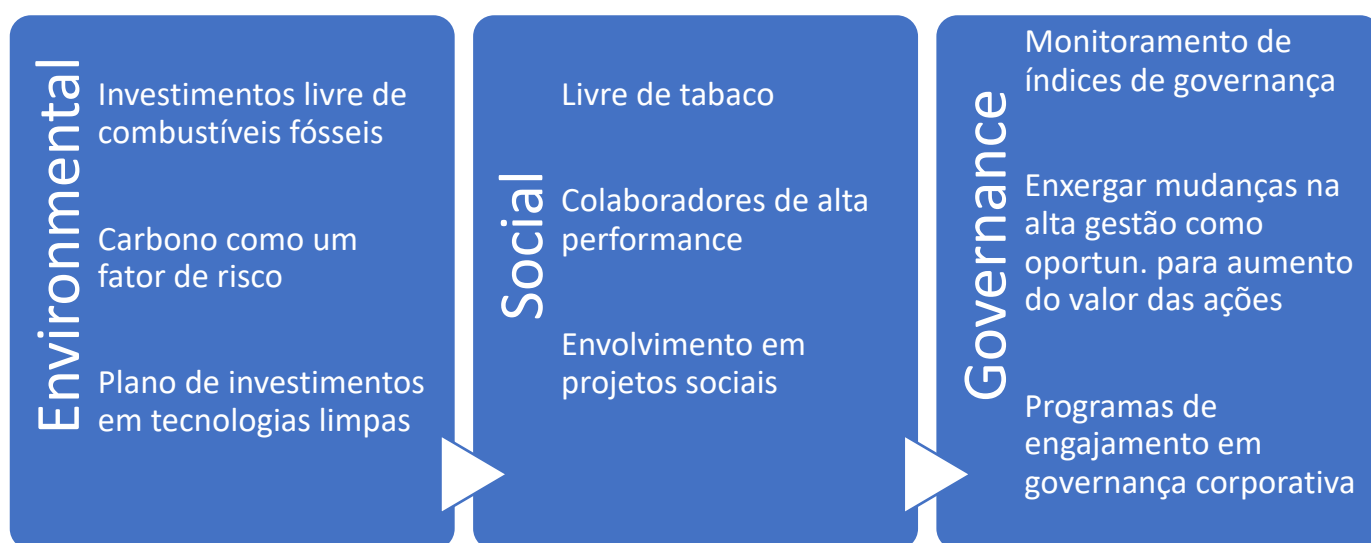 Environmental
Investimentos livre de
combustíveis fósseis
Carbono como um
fator de risco
Plano de investimentos
em tecnologias limpas
Social
Livre de tabaco
Colaboradores de alta
performance
Envolvimento em
projetos sociais
Governance
Monitoramento de
índices de governança
Enxergar mudanças na
alta gestão como
oportun. para aumento
do valor das ações
Programas de
engajamento em
governança corporativa